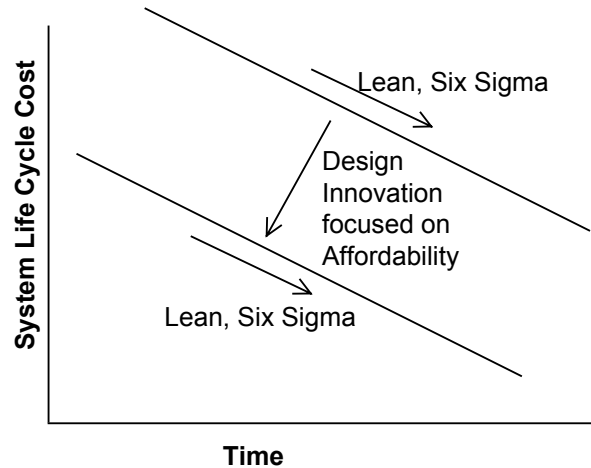 System Life Cycle Cost
Lean, Six Sigma
Design
Innovation
focused on
Affordability
Lean, Six Sigma
Time